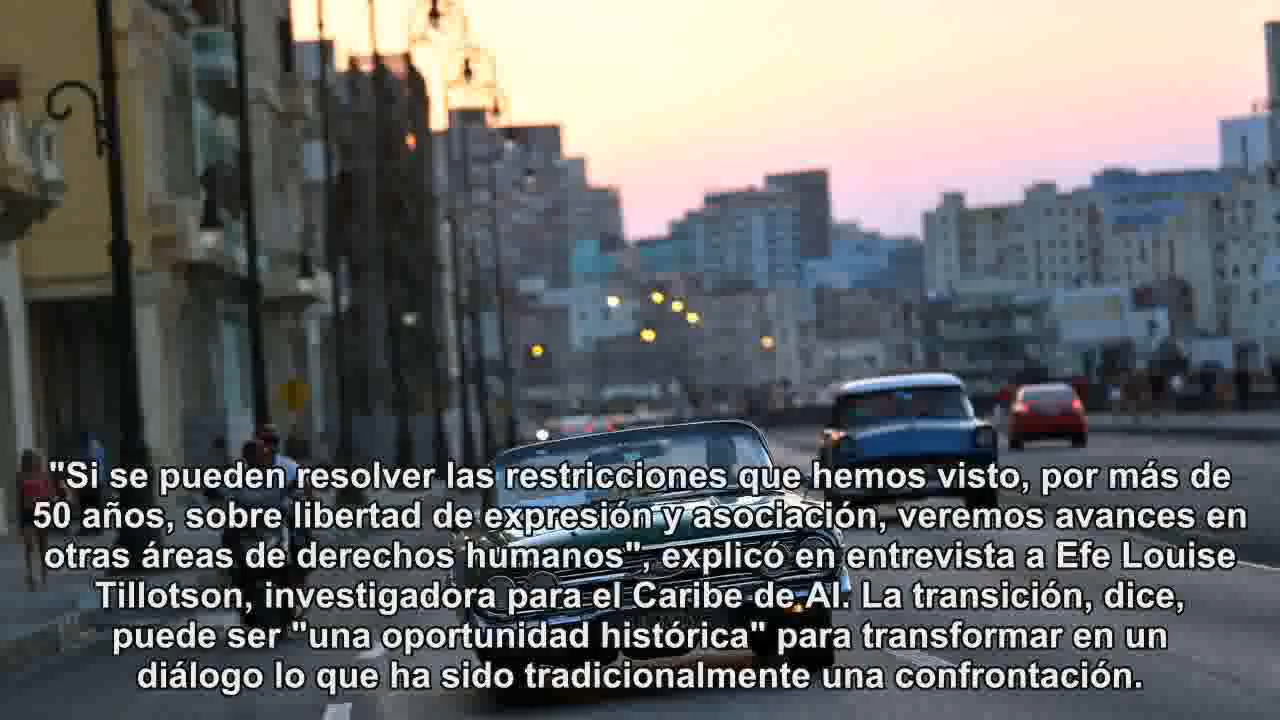 "Si se pueden resolver las restricciones que hemos visto, por más de
50 años, sobre libertad de expresión y asociación, veremos avances en
otras áreas de derechos humanos", explicó en entrevista a Efe Louise
Tillotson, investigadora para el Caribe de AI. La transición, dice,
puede ser "una oportunidad histórica" para transformar en un
diálogo lo que ha sido tradicionalmente una confrontación.